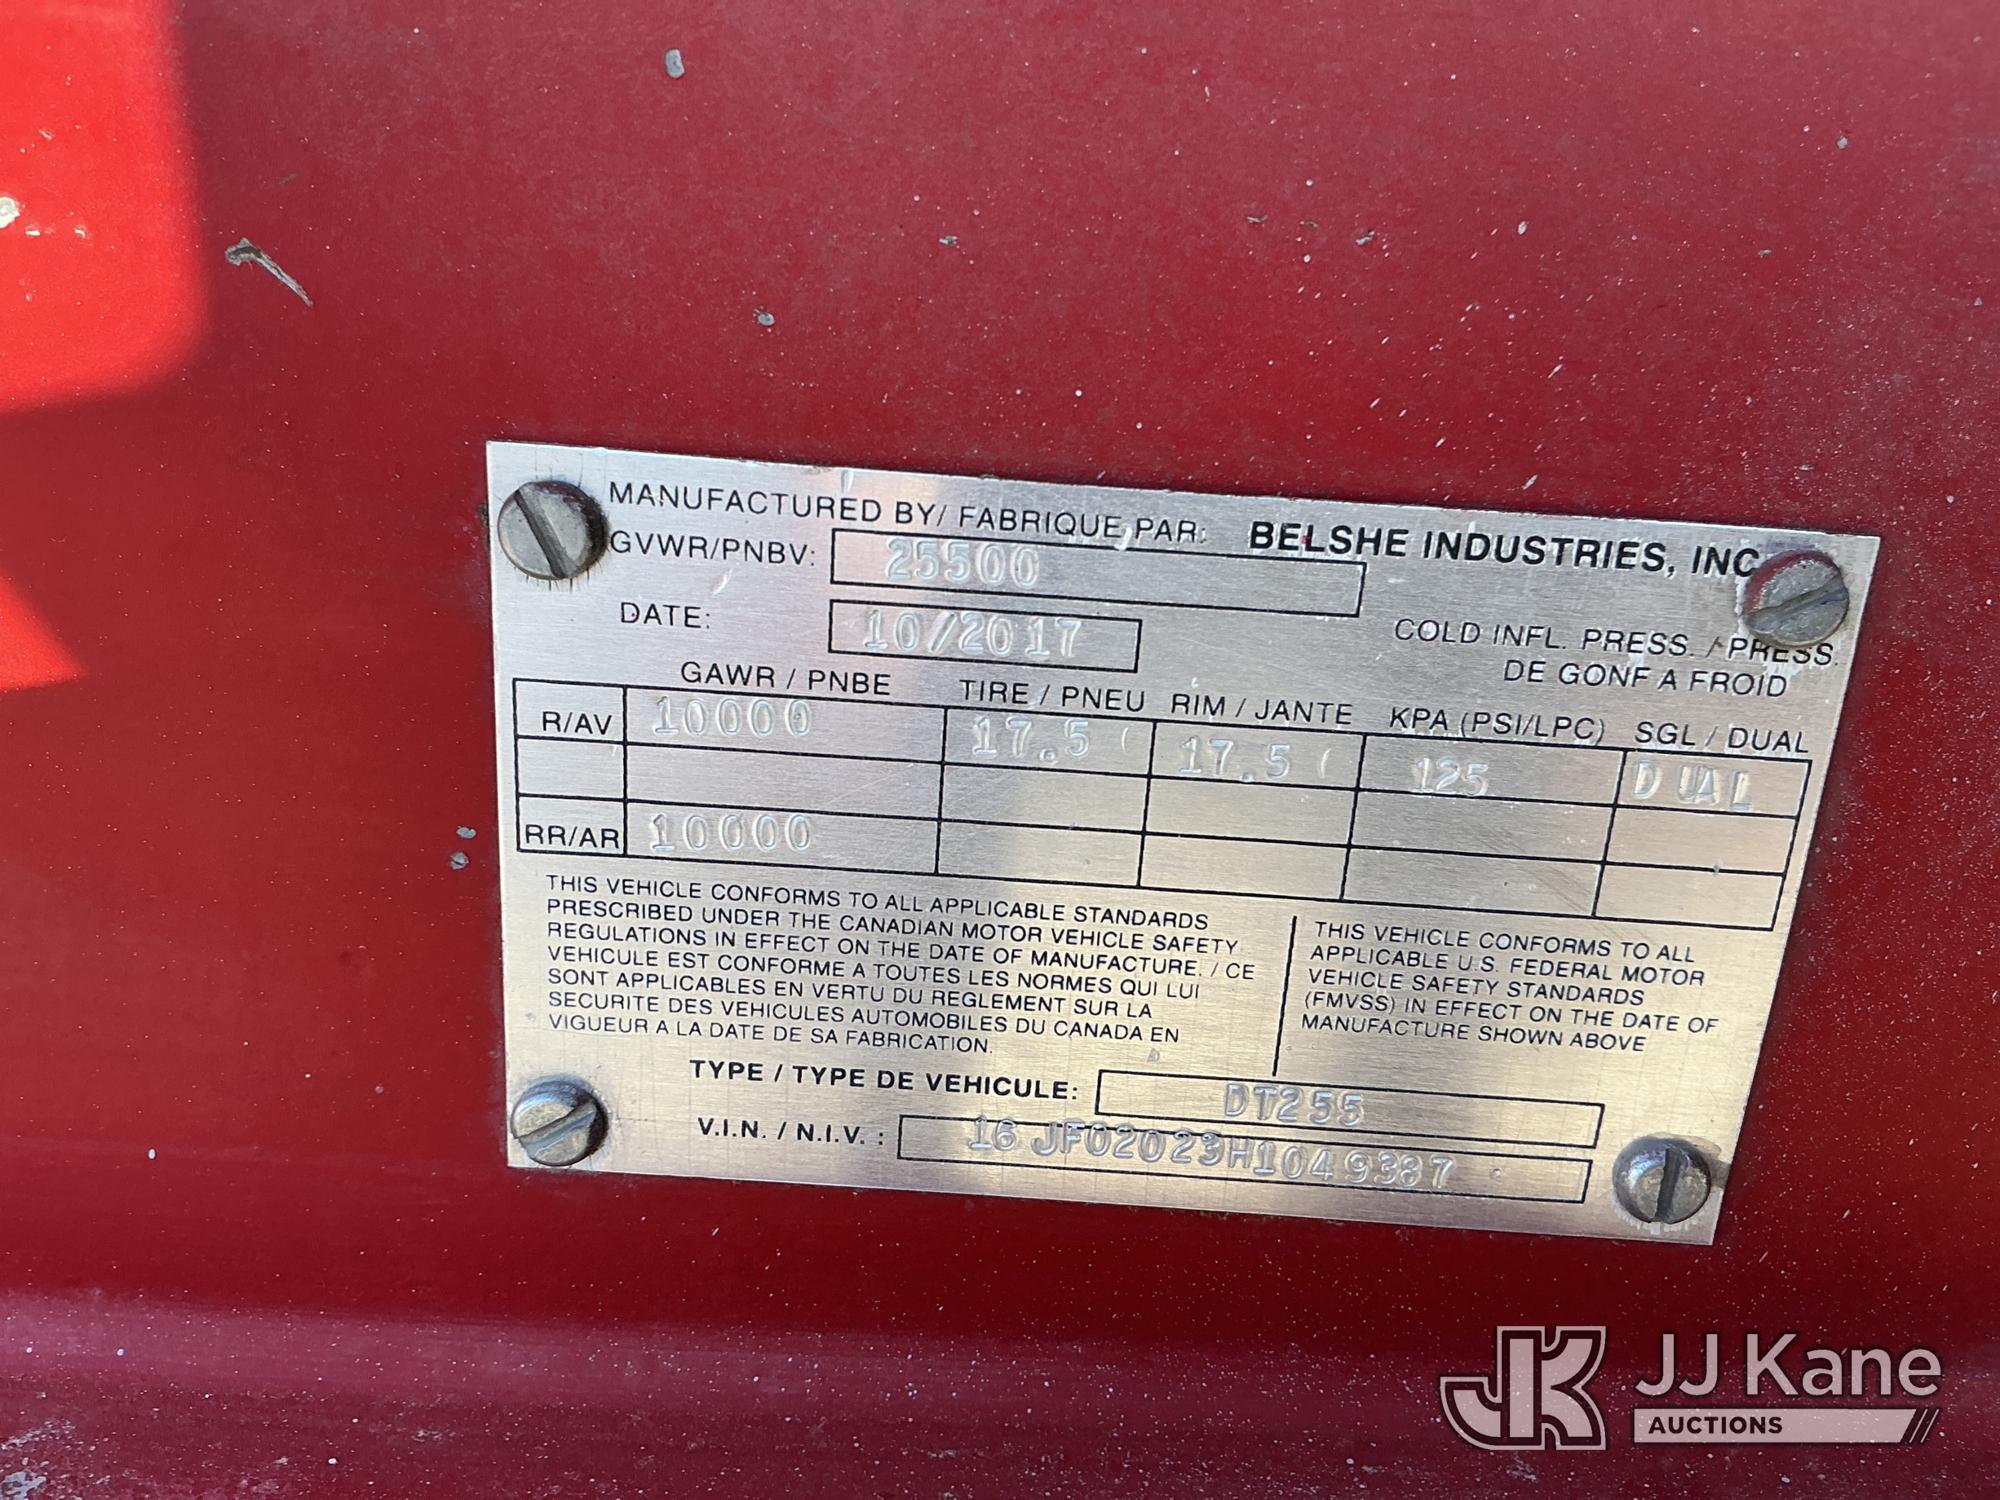 MANUFACTURED BY/ FABRIQUE PAR: BELSHE INDUSTRIES, INC
GVWR/PNBV: 25500
DATE: 10/2017
COLD INFL. PRESS. / PRESS.
DE GONF A FROID
GAWR / PNBE TIRE / PNEU RIM / JANTE KPA (PSI/LPC) SGL / DUAL
R/AV 10000 17.5 ( 17.5 ( 125 DUAL
RR/AR 10000
THIS VEHICLE CONFORMS TO ALL APPLICABLE STANDARDS
PRESCRIBED UNDER THE CANADIAN MOTOR VEHICLE SAFETY
REGULATIONS IN EFFECT ON THE DATE OF MANUFACTURE. / CE
VEHICULE EST CONFORME A TOUTES LES NORMES QUI LUI
SONT APPLICABLES EN VERTU DU REGLEMENT SUR LA
SECURITE DES VEHICULES AUTOMOBILES DU CANADA EN
VIGUEUR A LA DATE DE SA FABRICATION.
THIS VEHICLE CONFORMS TO ALL
APPLICABLE U.S. FEDERAL MOTOR
VEHICLE SAFETY STANDARDS
(FMVSS) IN EFFECT ON THE DATE OF
MANUFACTURE SHOWN ABOVE
TYPE / TYPE DE VEHICULE: DT255
V.I.N. / N.I.V. : 16JF02023H1049387
JK JJ Kane
AUCTIONS